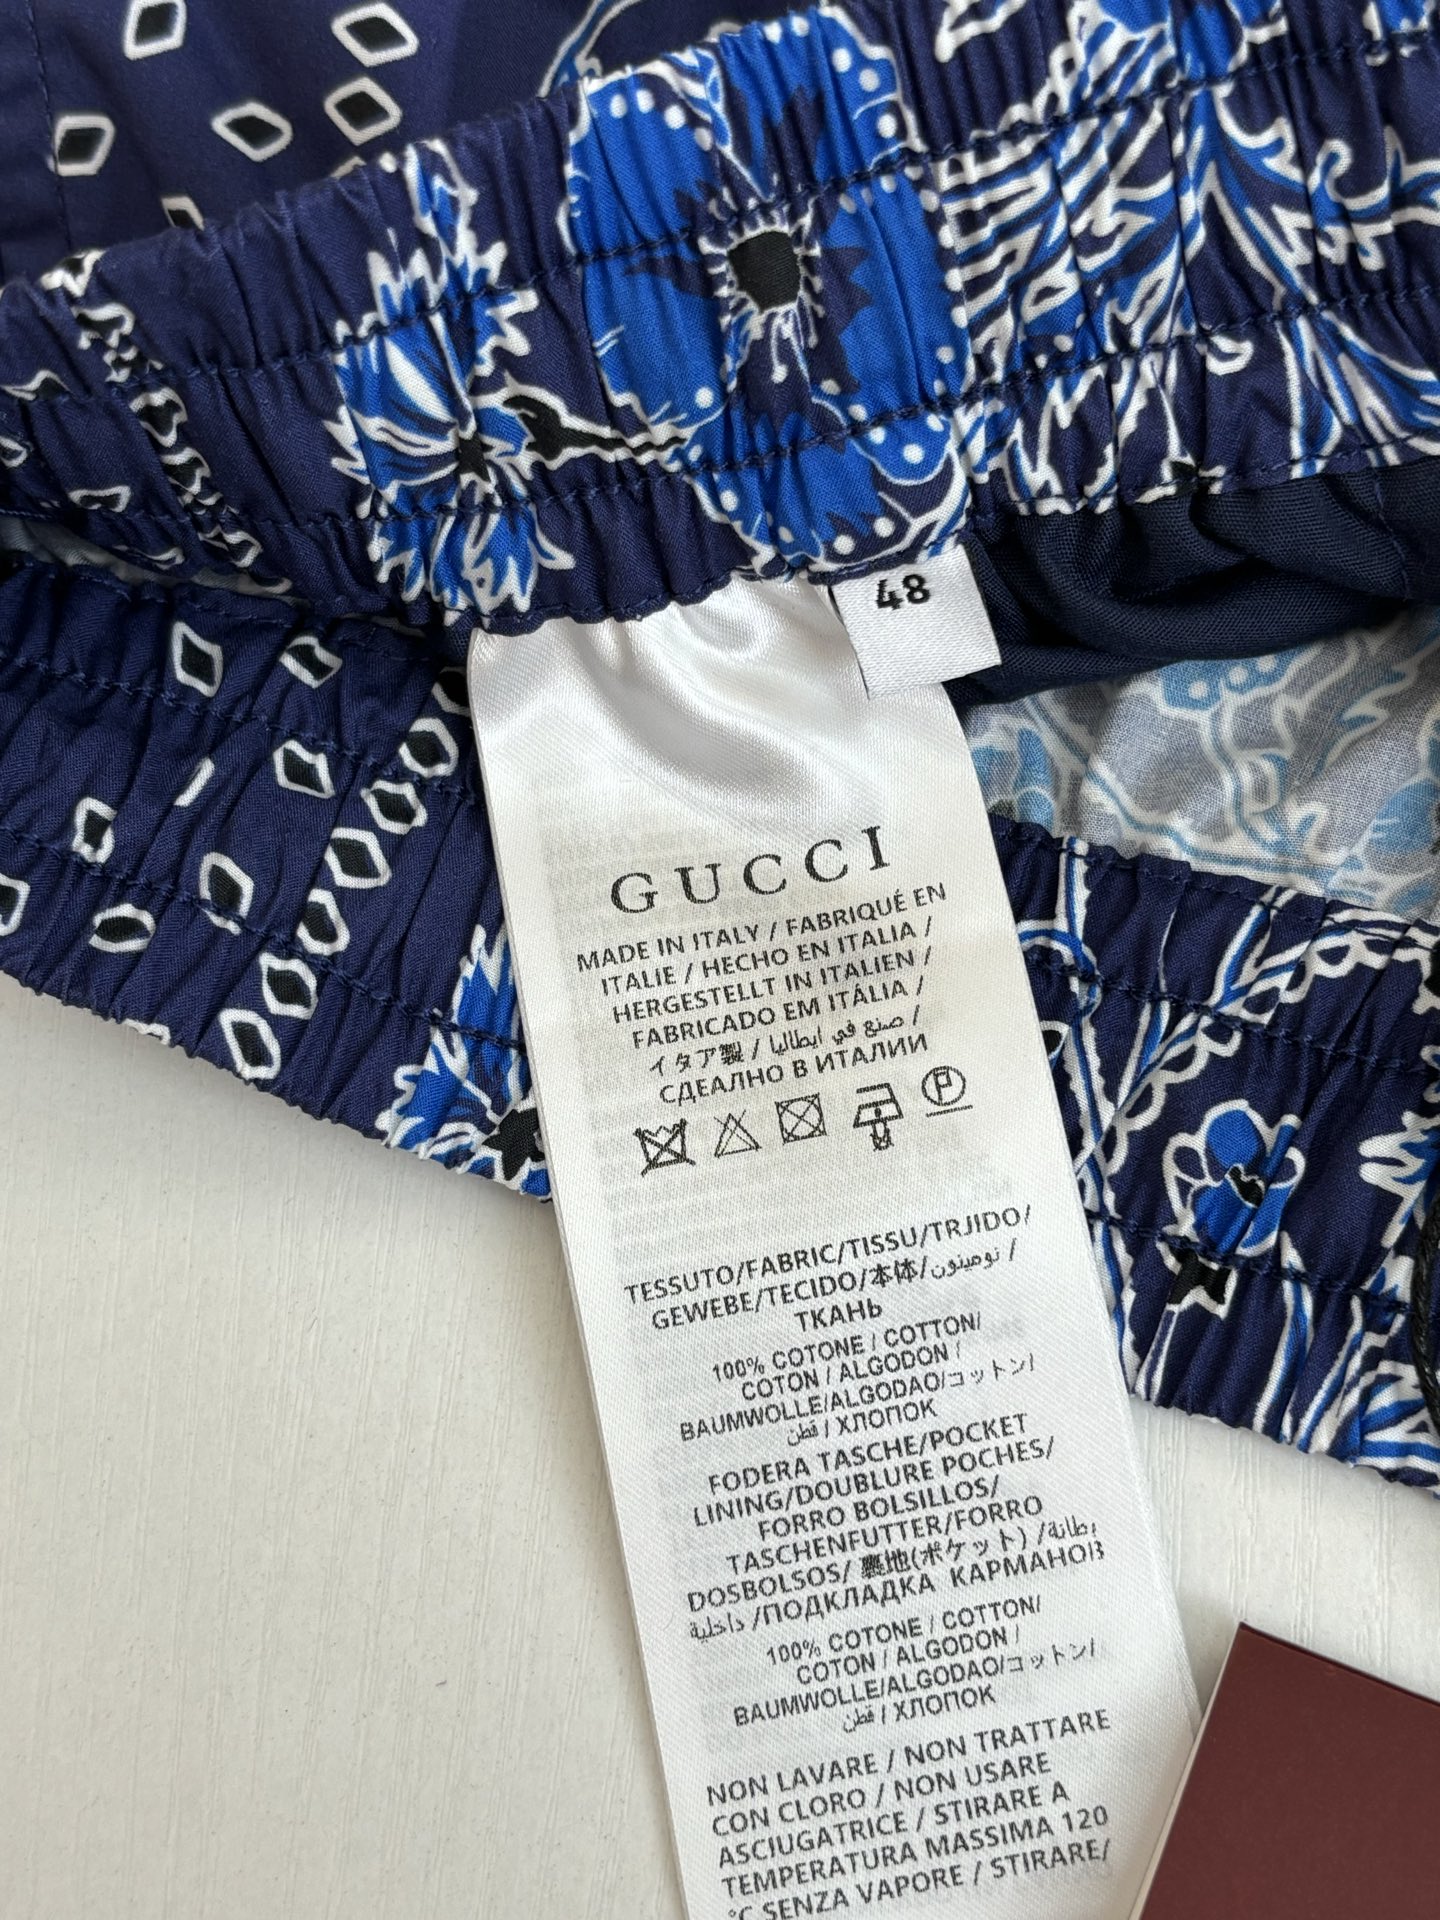 48
GUCCI
MADE IN ITALY / FABRIQUÉ EN
ITALIE / HECHO EN ITALIA /
HERGESTELLT IN ITALIEN /
FABRICADO EM ITÁLIA /
イタア製 / صنع في ايطاليا /
СДЕАЛНО В ИТАЛИИ
P
TESSUTO/FABRIC/TISSU/TRJIDO/
GEWEBE/TECIDO/本体/نومينون /
ТКАНЬ
100% COTONE / COTTON/
COTON / ALGODON /
BAUMWOLLE/ALGODAO/コットン/
قطن / ХЛОПОК
FODERA TASCHE/POCKET
LINING/DOUBLURE POCHES/
FORRO BOLSILLOS/
TASCHENFUTTER/FORRO
DOSBOLSOS/ 裏地(ポケット) /بطانة
داخلية /ПОДКЛАДКА КАРМАНОВ
100% COTONE / COTTON/
COTON / ALGODON /
BAUMWOLLE/ALGODAO/コットン/
قطن / ХЛОПОК
NON LAVARE / NON TRATTARE
CON CLORO / NON USARE
ASCIUGATRICE / STIRARE A
TEMPERATURA MASSIMA 120
°C SENZA VAPORE / STIRARE/